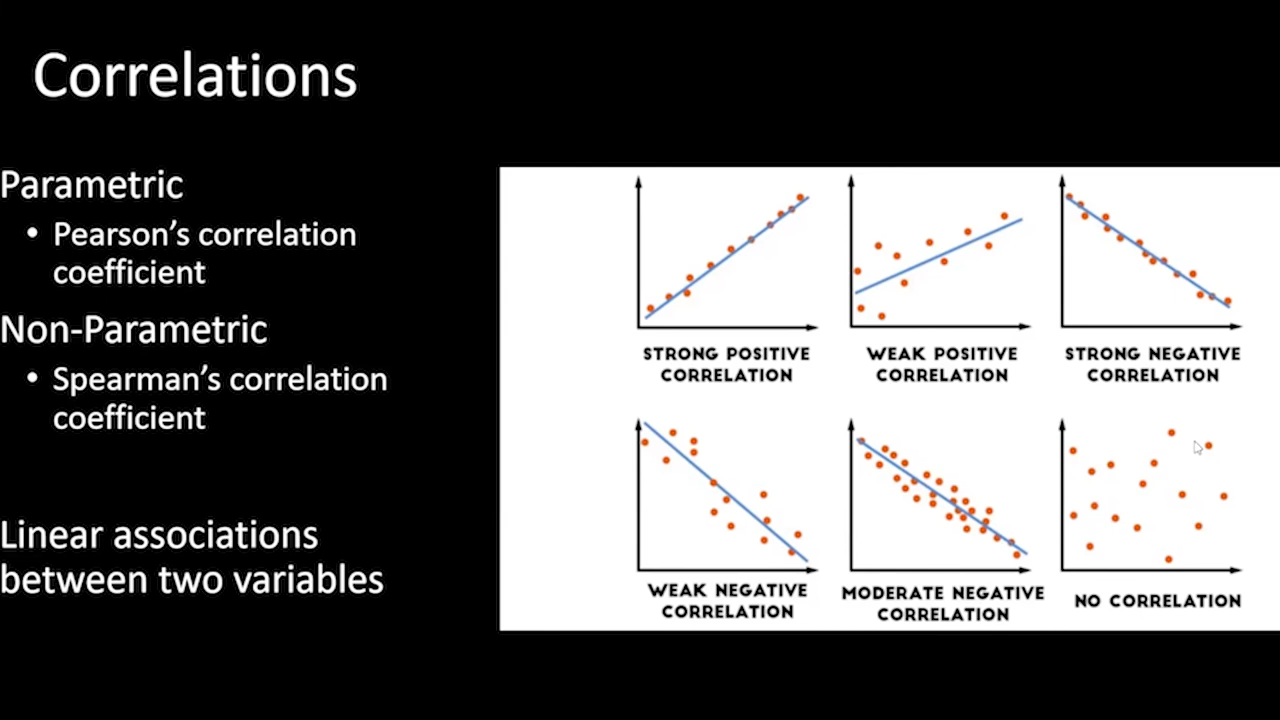 Correlations
Parametric
• Pearson’s correlation
coefficient
Non-Parametric
• Spearman’s correlation
coefficient
Linear associations
between two variables
STRONG POSITIVE
CORRELATION
WEAK POSITIVE
CORRELATION
STRONG NEGATIVE
CORRELATION
WEAK NEGATIVE
CORRELATION
MODERATE NEGATIVE
CORRELATION
NO CORRELATION